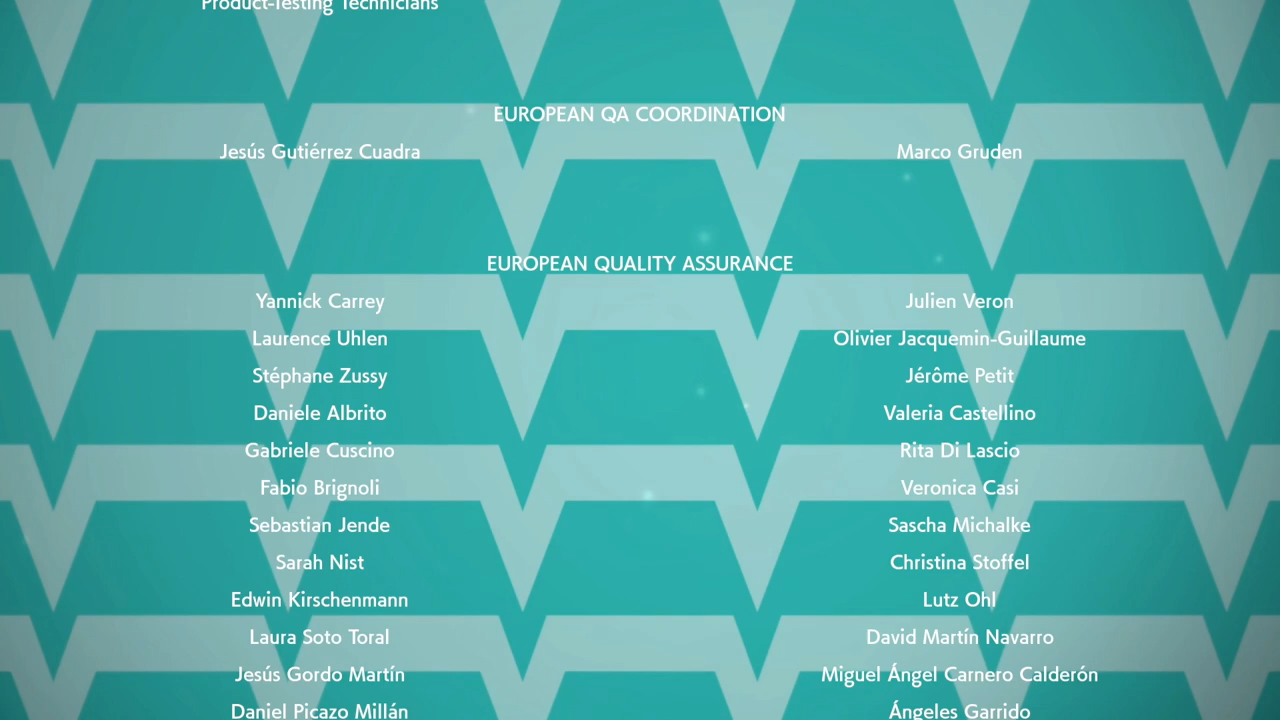 Product-Testing Technicians
EUROPEAN QA COORDINATION
Jesús Gutiérrez Cuadra
Marco Gruden
EUROPEAN QUALITY ASSURANCE
Yannick Carrey
Julien Veron
Laurence Uhlen
Olivier Jacquemin-Guillaume
Stéphane Zussy
Jérôme Petit
Daniele Albrito
Valeria Castellino
Gabriele Cuscino
Rita Di Lascio
Fabio Brignoli
Veronica Casi
Sebastian Jende
Sascha Michalke
Sarah Nist
Christina Stoffel
Edwin Kirschenmann
Lutz Ohl
Laura Soto Toral
David Martín Navarro
Jesús Gordo Martín
Miguel Ángel Carnero Calderón
Daniel Picazo Millán
Ángeles Garrido